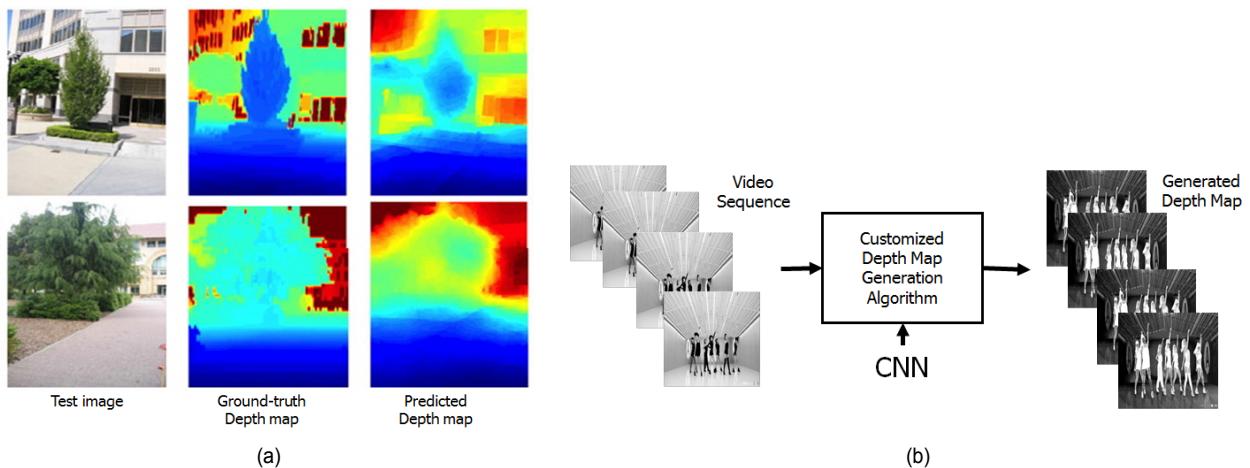 Test image
Ground-truth
Depth map
Predicted
Depth map
(a)
Video
Sequence
Customized
Depth Map
Generation
Algorithm
CNN
Generated
Depth Map
(b)